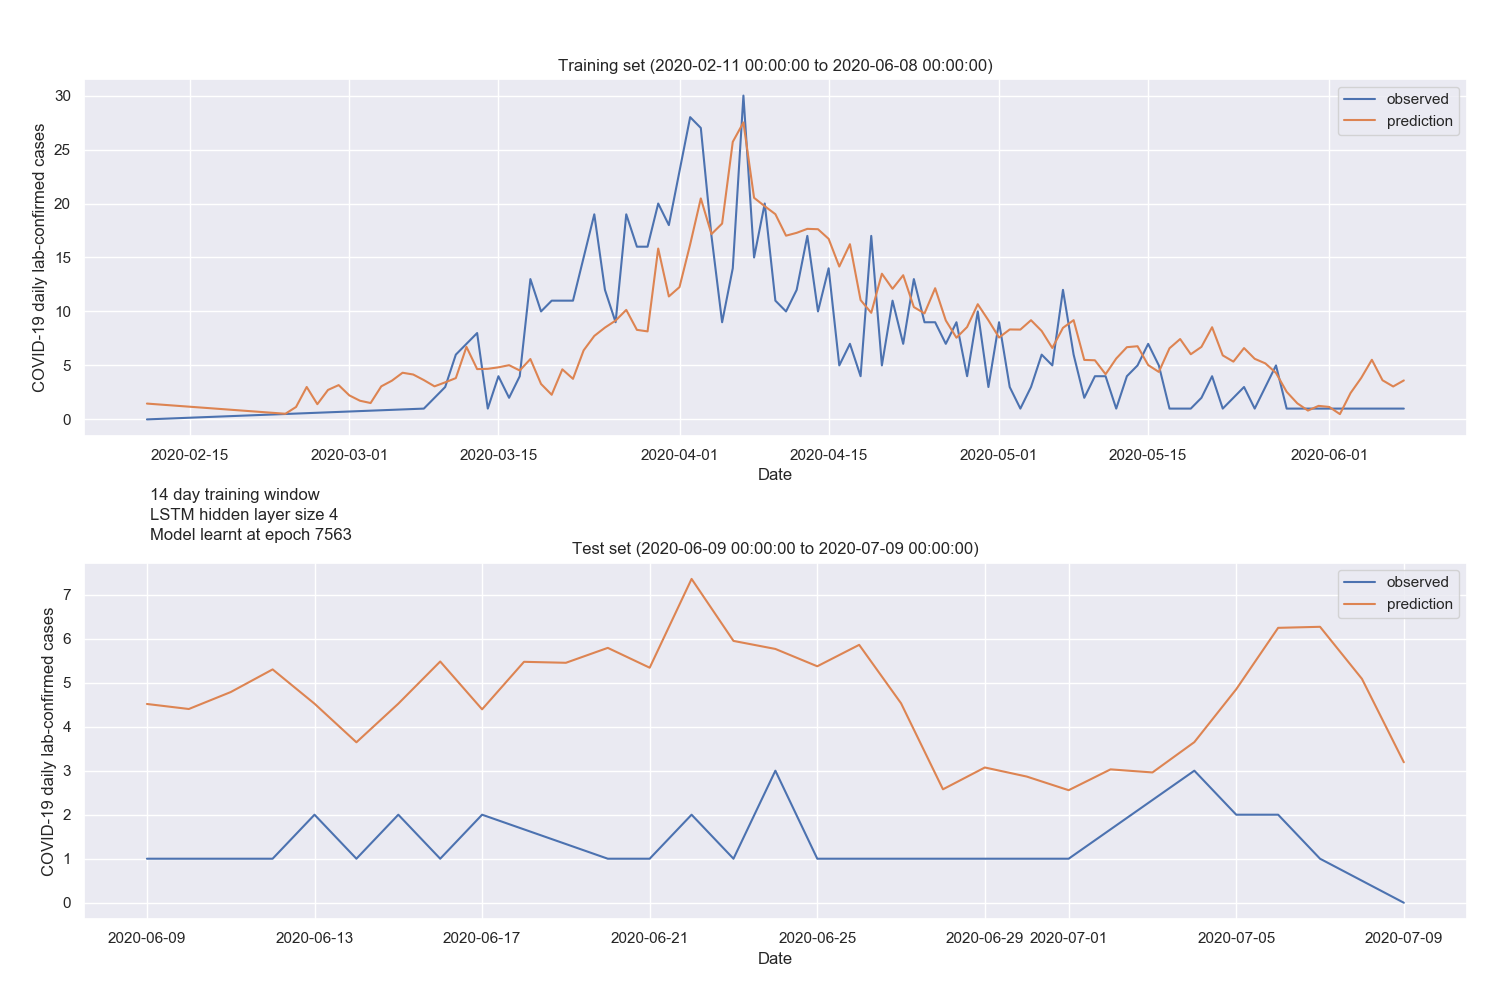 Training set (2020-02-11 00:00:00 to 2020-06-08 00:00:00)
observed
prediction
COVID-19 daily lab-confirmed cases
30
25
20
15
10
5
0
2020-02-15 2020-03-01 2020-03-15 2020-04-01 2020-04-15 2020-05-01 2020-05-15 2020-06-01
Date
14 day training window
LSTM hidden layer size 4
Model learnt at epoch 7563
Test set (2020-06-09 00:00:00 to 2020-07-09 00:00:00)
observed
prediction
COVID-19 daily lab-confirmed cases
7
6
5
4
3
2
1
0
2020-06-09 2020-06-13 2020-06-17 2020-06-21 2020-06-25 2020-06-29 2020-07-01 2020-07-05 2020-07-09
Date